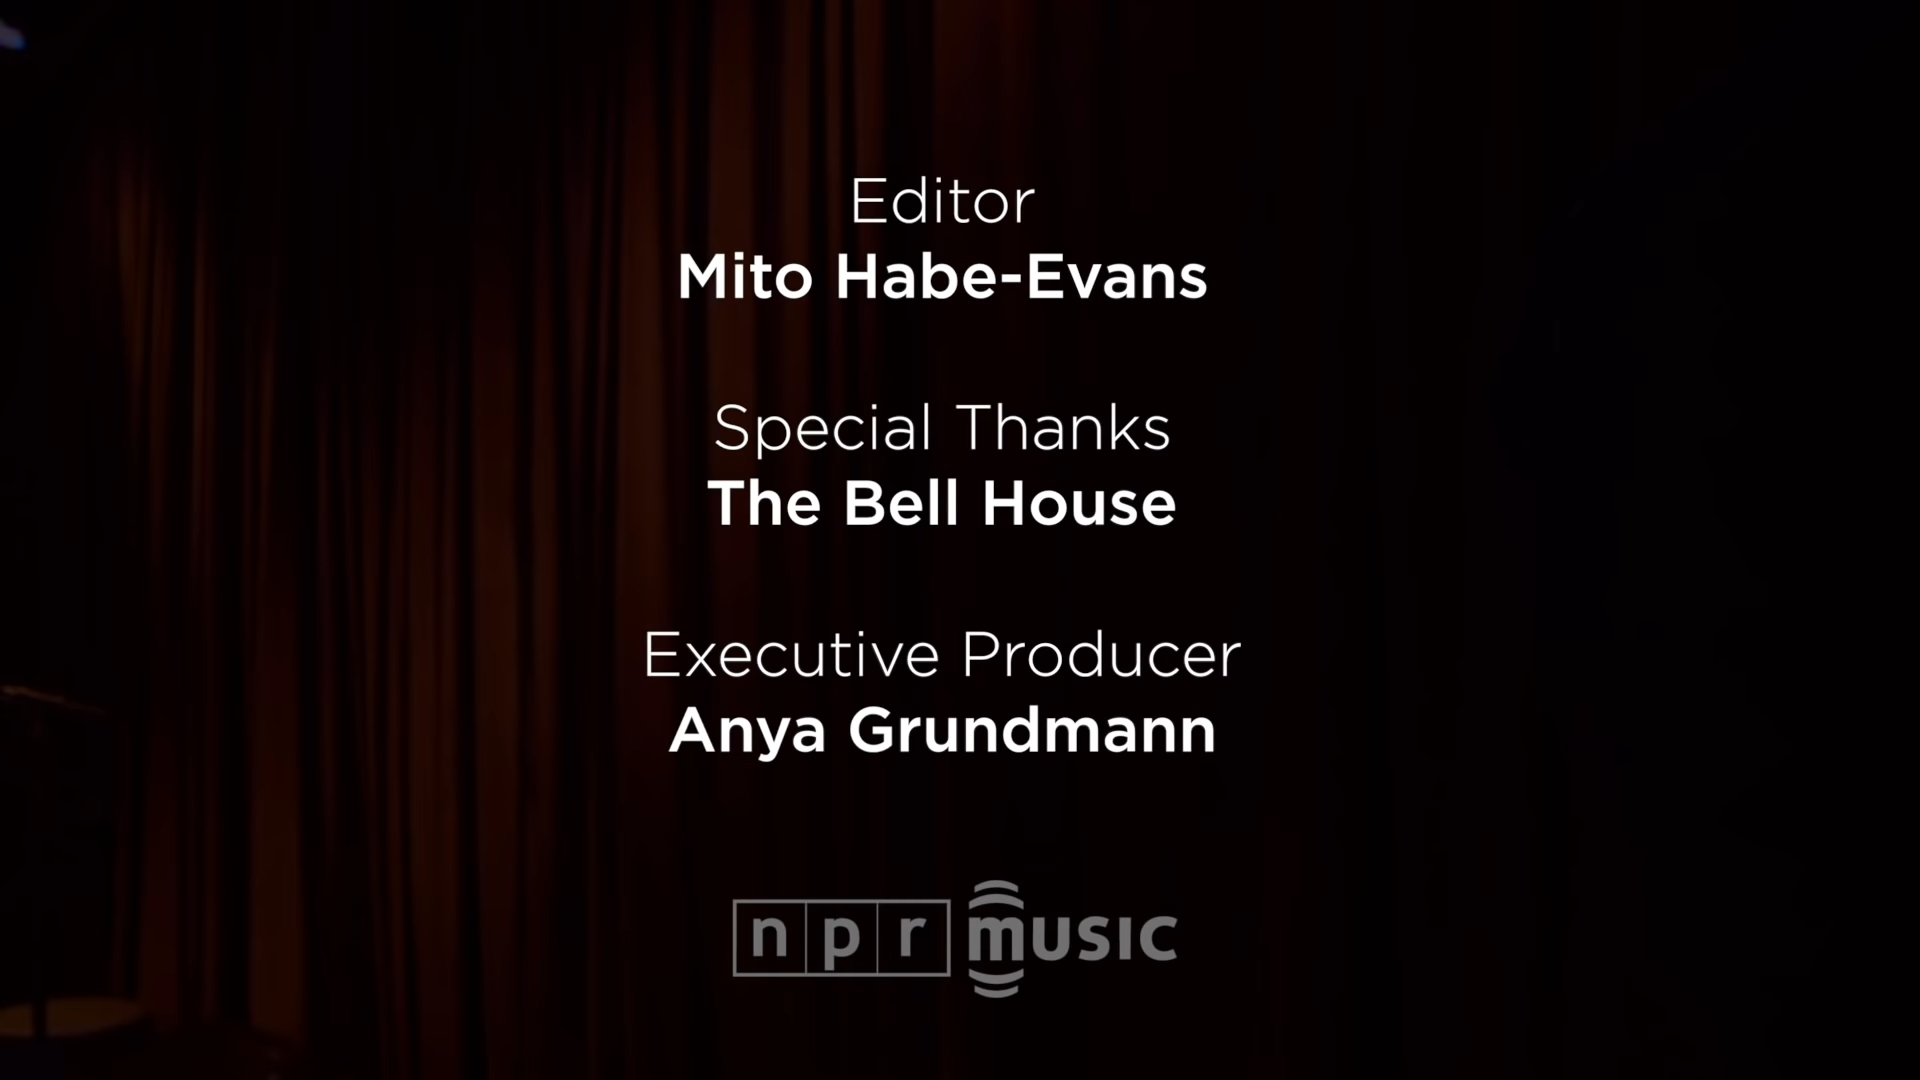 Editor
Mito Habe-Evans
Special Thanks
The Bell House
Executive Producer
Anya Grundmann
npr music